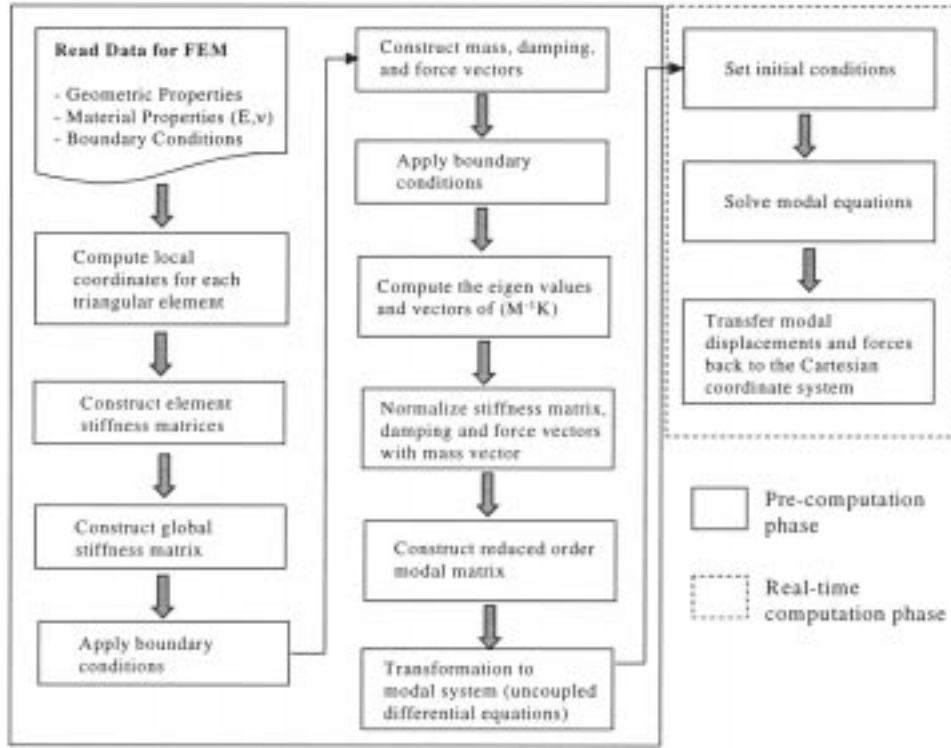 Read Data for FEM
- Geometric Properties
- Material Properties (E,ν)
- Boundary Conditions
Compute local
coordinates for each
triangular element
Construct element
stiffness matrices
Construct global
stiffness matrix
Apply boundary
conditions
Construct mass, damping,
and force vectors
Apply boundary
conditions
Compute the eigen values
and vectors of (M⁻¹K)
Normalize stiffness matrix,
damping and force vectors
with mass vector
Construct reduced order
modal matrix
Transformation to
modal system (uncoupled
differential equations)
Set initial conditions
Solve modal equations
Transfer modal
displacements and forces
back to the Cartesian
coordinate system
Pre-computation
phase
Real-time
computation phase